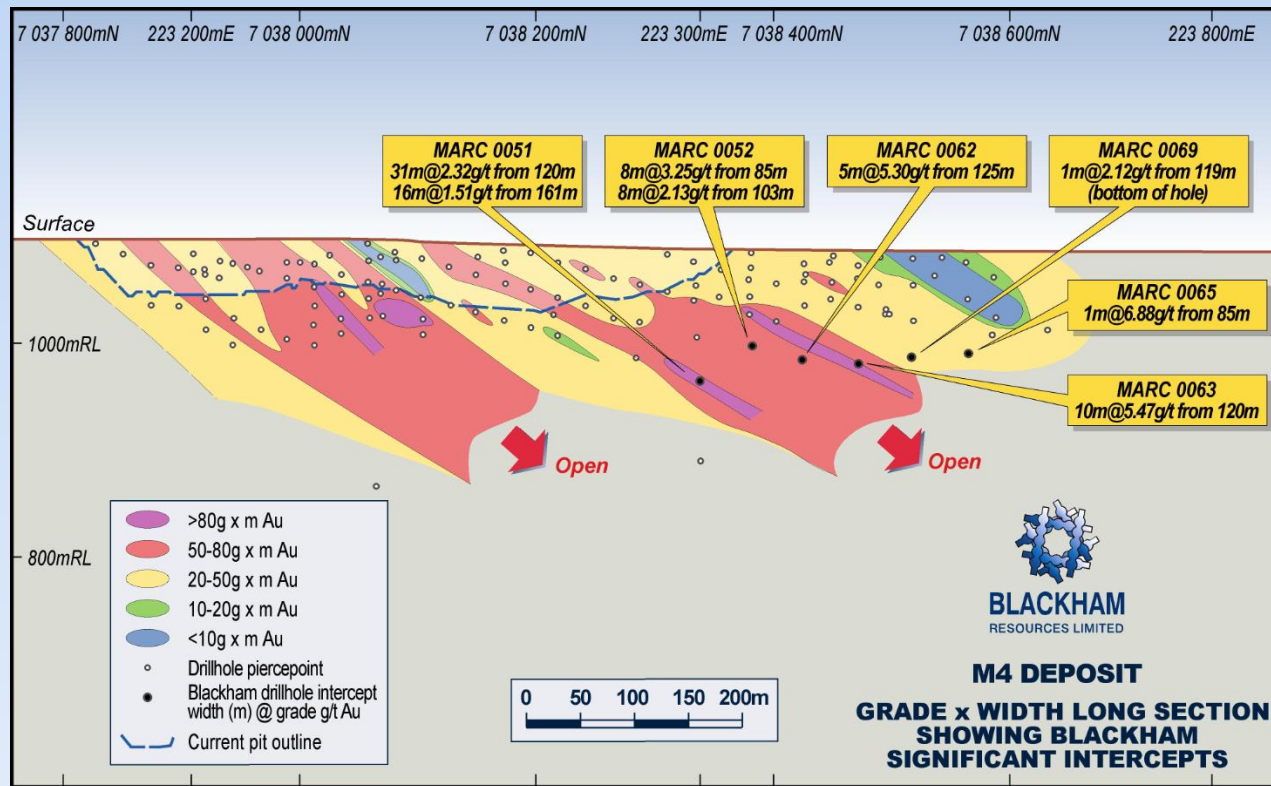 7 037 800mN 223 200mE 7 038 000mN 7 038 200mN 223 300mE 7 038 400mN 7 038 600mN 223 800mE
MARC 0051
31m@2.32g/t from 120m
16m@1.51g/t from 161m
MARC 0052
8m@3.25g/t from 85m
8m@2.13g/t from 103m
MARC 0062
5m@5.30g/t from 125m
MARC 0069
1m@2.12g/t from 119m
(bottom of hole)
Surface
MARC 0065
1m@6.88g/t from 85m
1000mRL
MARC 0063
10m@5.47g/t from 120m
Open
Open
800mRL
>80g x m Au
50-80g x m Au
20-50g x m Au
10-20g x m Au
<10g x m Au
Drillhole piercepoint
Blackham drillhole intercept
width (m) @ grade g/t Au
Current pit outline
0 50 100 150 200m
BLACKHAM
RESOURCES LIMITED
M4 DEPOSIT
GRADE x WIDTH LONG SECTION
SHOWING BLACKHAM
SIGNIFICANT INTERCEPTS